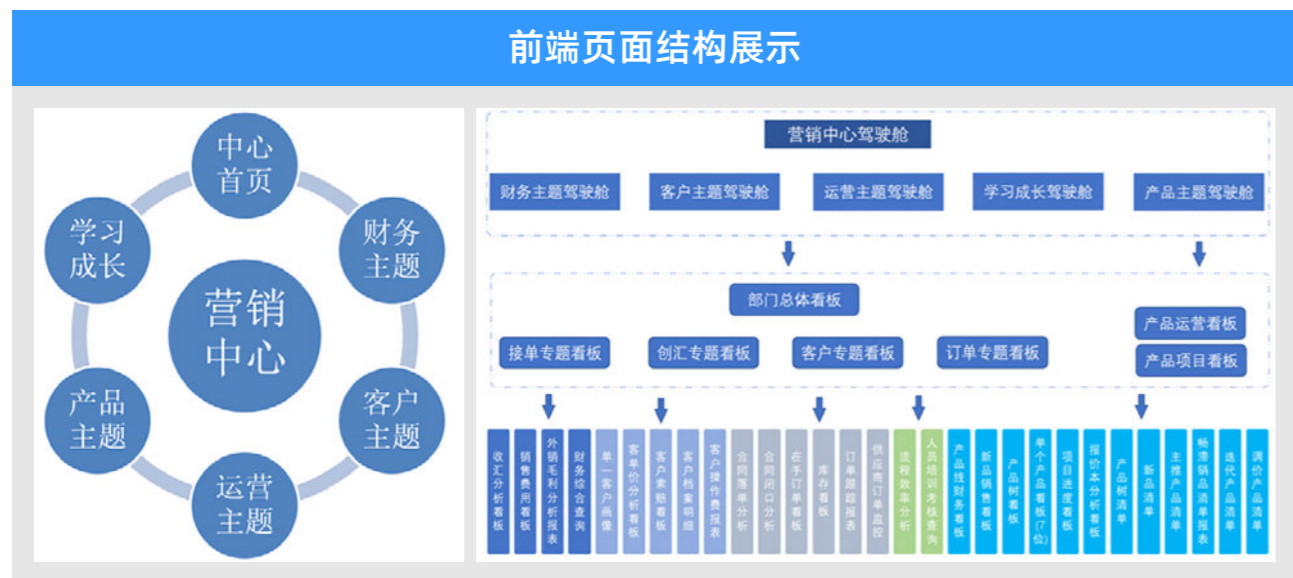 前端页面结构展示
中心
首页
财务
主题
客户
主题
运营
主题
产品
主题
学习
成长
营销
中心
营销中心驾驶舱
财务主题驾驶舱
客户主题驾驶舱
运营主题驾驶舱
学习成长驾驶舱
产品主题驾驶舱
部门总体看板
接单专题看板
创汇专题看板
客户专题看板
订单专题看板
产品运营看板
产品项目看板
收汇分析看板
销售费用看板
外销毛利分析报表
财务综合查询
单一客户画像
客单价分析看板
客户索赔看板
客户档案明细
客户操作费报表
合同落单分析
合同闭口分析
在手订单看板
库存看板
订单跟踪报表
供应商订单监控
流程效率分析
人员培训考核查询
产品线财务看板
新品销售看板
产品树看板
单个产品看板(7位)
项目进度看板
报价本分析看板
产品树清单
新品清单
主推产品清单
畅滞销品清单报表
迭代产品清单
调价产品清单